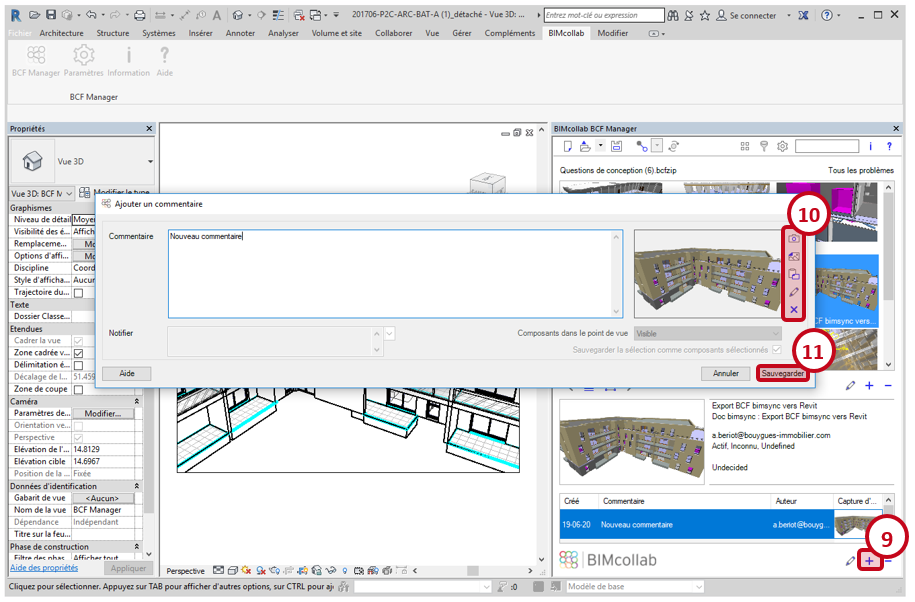 201706-P2C-ARC-BAT-A (1)_détaché - Vue 3D: ...
Entrez mot-clé ou expression
Se connecter
Fichier Architecture Structure Systèmes Insérer Annoter Analyser Volume et site Collaborer Vue Gérer Compléments BIMcollab Modifier
BCF Manager Paramètres Information Aide
BCF Manager
Propriétés
BIMcollab BCF Manager
Vue 3D
Questions de conception (6).bcfzip
Tous les problèmes
Vue 3D: BCF M
Modifier le type
Graphismes
Niveau de détail Moye
Visibilité des é... Affich
Remplaceme... Mo
Options d'affi... Mo
Discipline Coord
Style d'afficha... Aucur
Trajectoire du...
Texte
Dossier Classe...
Etendues
Cadrer la vue
Zone cadrée v...
Délimitation é...
Décalage de l... 51.459
Zone de coupe
Caméra
Paramètres de... Modifier...
Orientation ve...
Perspective
Elévation de l'... 14.8129
Elévation cible 14.6967
Position de la ... Fixée
Données d'identification
Gabarit de vue <Aucun>
Nom de la vue BCF Manager
Dépendance Indépendant
Titre sur la feu...
Phase de construction
Filtre des phas... Afficher tout
Aide des propriétés
Appliquer
Ajouter un commentaire
Commentaire
Nouveau commentaire
Notifier
Composants dans le point de vue
Visible
Sauvegarder la sélection comme composants sélectionnés
Aide
Annuler
Sauvegarder
10
11
CF bimsync vers...
Export BCF bimsync vers Revit
Doc bimsync : Export BCF bimsync vers Revit
a.beriot@bouygues-immobilier.com
Actif, Inconnu, Undefined
Undecided
Créé Commentaire Auteur Capture d'...
19-06-20 Nouveau commentaire a.beriot@bouyg...
9
BIMcollab
Perspective
Cliquez pour sélectionner. Appuyez sur TAB pour afficher d'autres options, sur CTRL pour aj
:0
Modèle de base